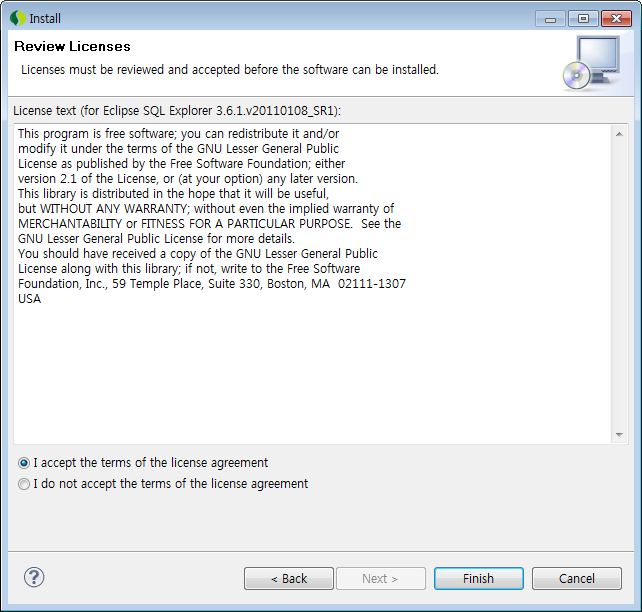 Install
Review Licenses
Licenses must be reviewed and accepted before the software can be installed.
License text (for Eclipse SQL Explorer 3.6.1.v20110108_SR1):
This program is free software; you can redistribute it and/or
modify it under the terms of the GNU Lesser General Public
License as published by the Free Software Foundation; either
version 2.1 of the License, or (at your option) any later version.
This library is distributed in the hope that it will be useful,
but WITHOUT ANY WARRANTY; without even the implied warranty of
MERCHANTABILITY or FITNESS FOR A PARTICULAR PURPOSE.  See the
GNU Lesser General Public License for more details.
You should have received a copy of the GNU Lesser General Public
License along with this library; if not, write to the Free Software
Foundation, Inc., 59 Temple Place, Suite 330, Boston, MA  02111-1307
USA
I accept the terms of the license agreement
I do not accept the terms of the license agreement
?
< Back
Next >
Finish
Cancel